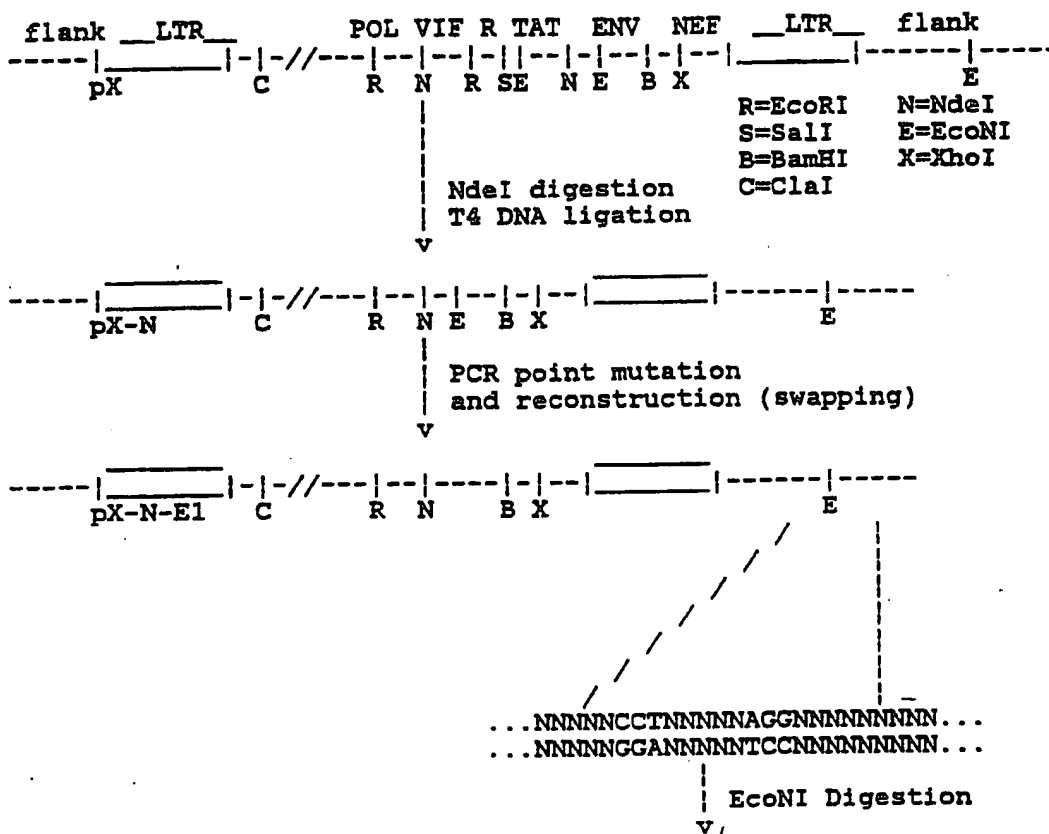 flank __LTR__ POL VIF R TAT ENV NEF __LTR__ flank
-----| |-|-//---|--|--|-||--|-|--|-|--| |------|----
pX C R N R SE N E B X E
R=EcoRI N=NdeI
S=SalI E=EcoNI
B=BamHI X=XhoI
C=ClaI
NdeI digestion
T4 DNA ligation
v
-----| |-|-//---|--|-|--|-|--| |------|-----
pX-N C R N E B X E
PCR point mutation
and reconstruction (swapping)
v
-----| |-|-//---|--|----|-|--| |------|-----
pX-N-E1 C R N B X E
...NNNNNCCTNNNNNAGGNNNNNNNNN...
...NNNNNGGANNNNNTCCNNNNNNNNN...
EcoNI Digestion
v